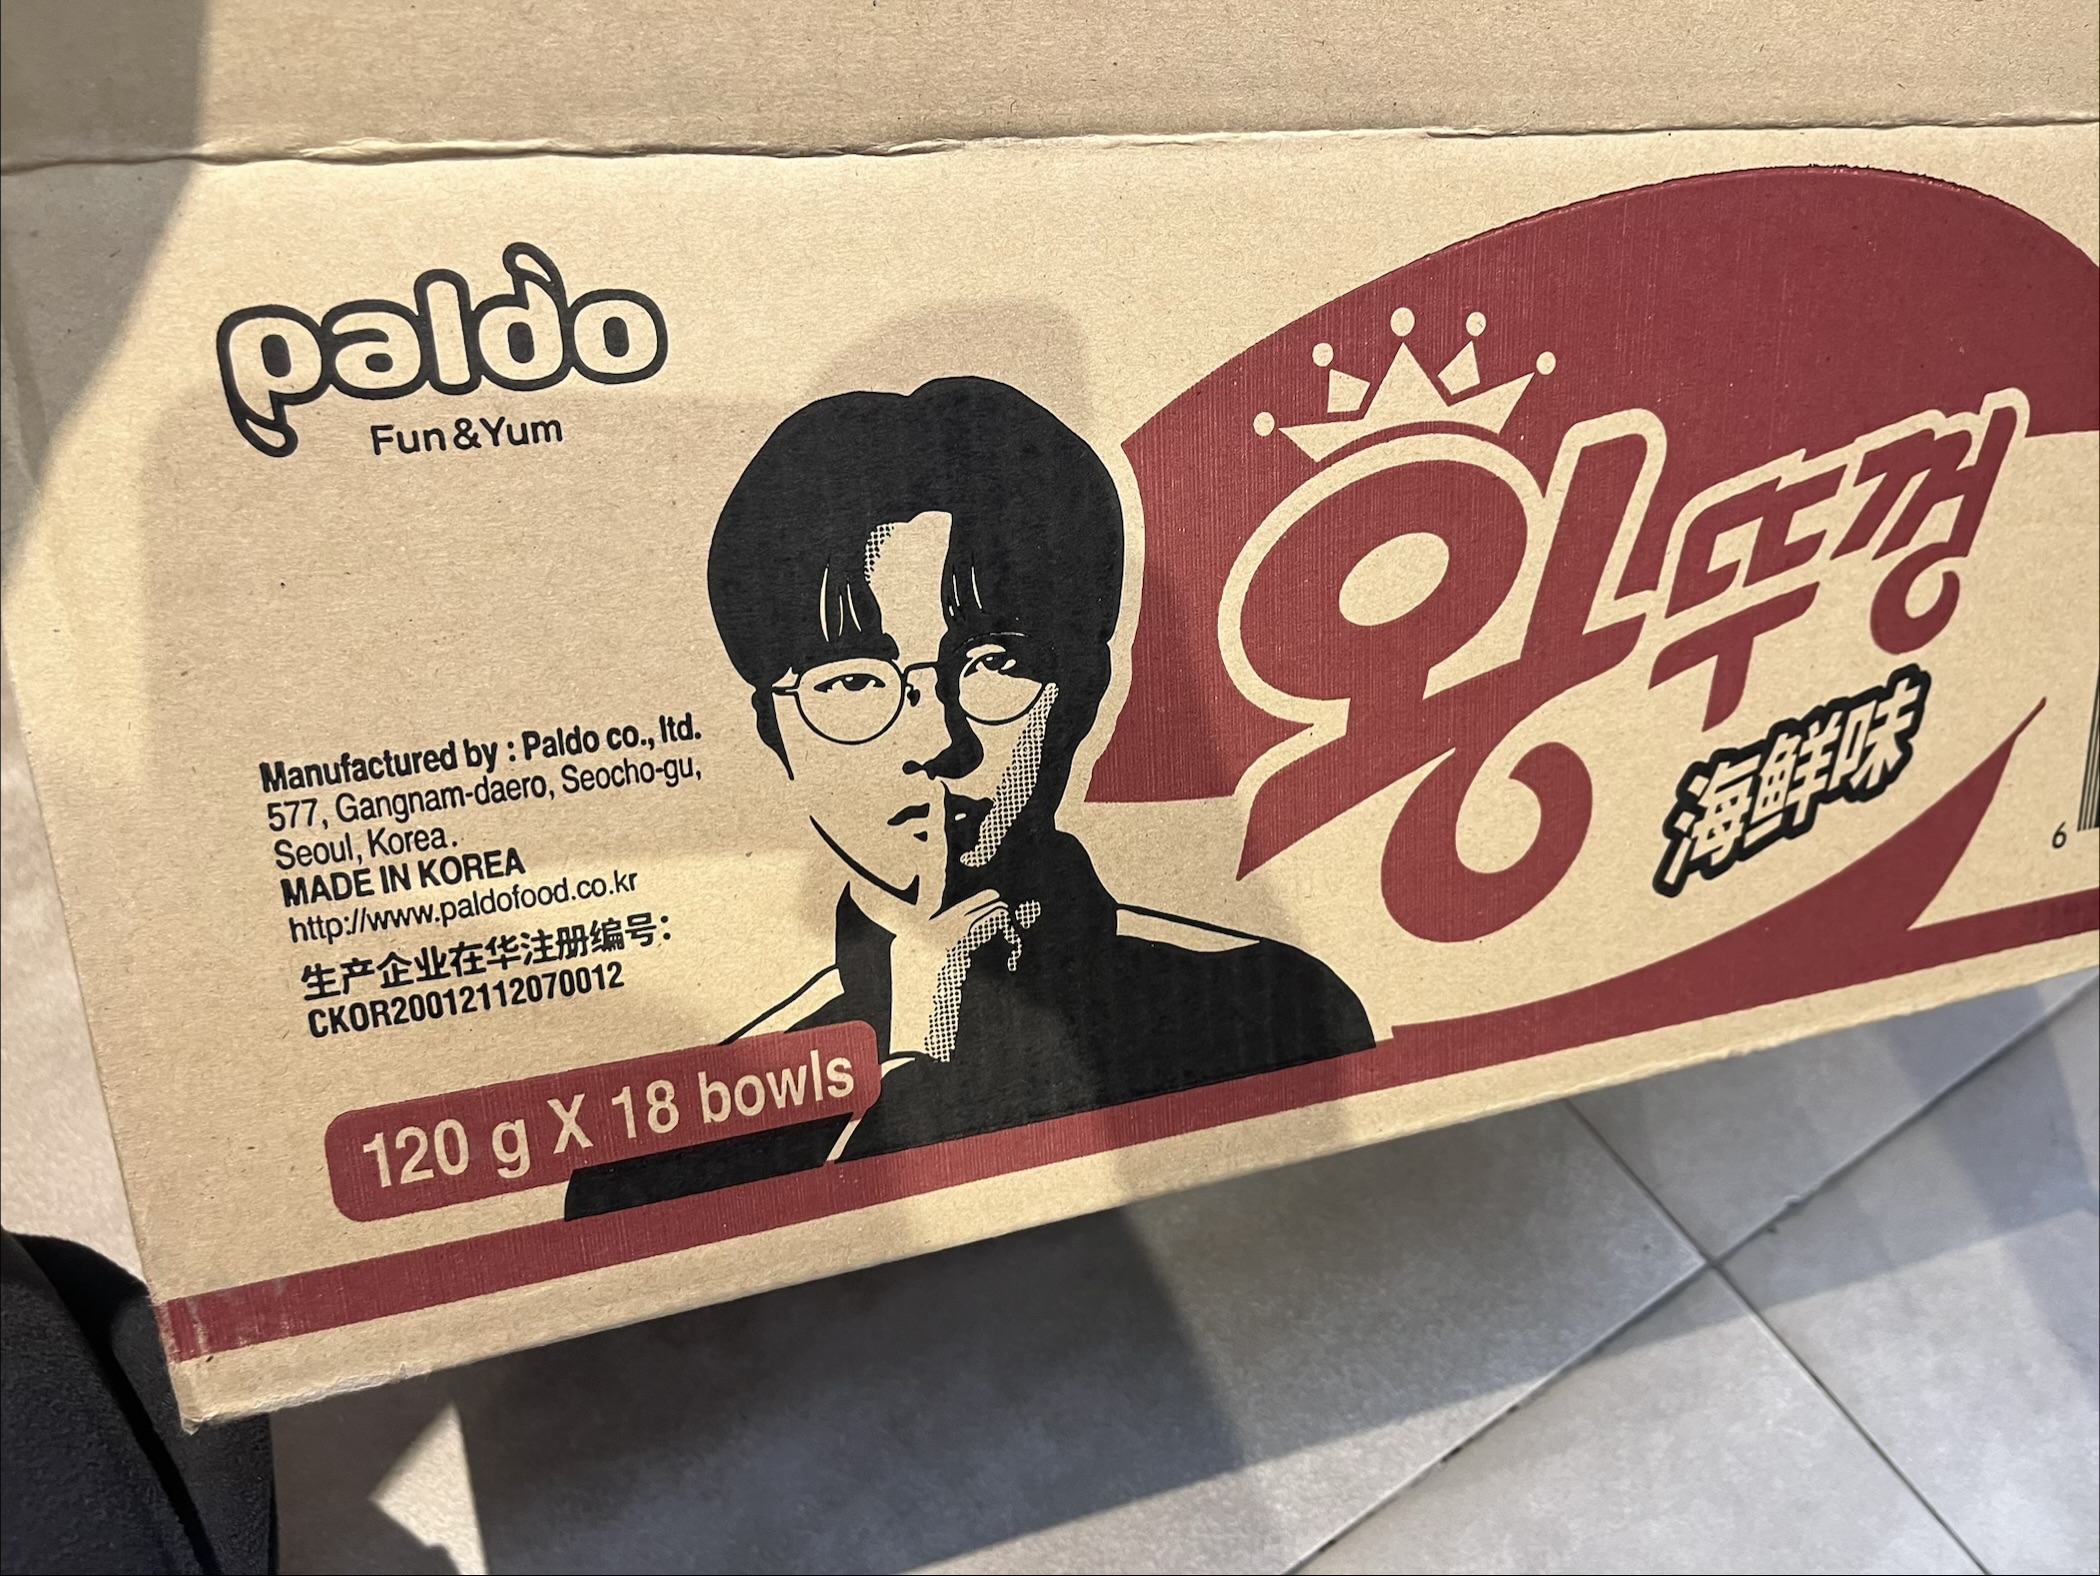 paldo
Fun&Yum
왕뚜껑
海鲜味
Manufactured by : Paldo co., ltd.
577, Gangnam-daero, Seocho-gu,
Seoul, Korea.
MADE IN KOREA
http://www.paldofood.co.kr
生产企业在华注册编号：
CKOR20012112070012
120 g X 18 bowls
6